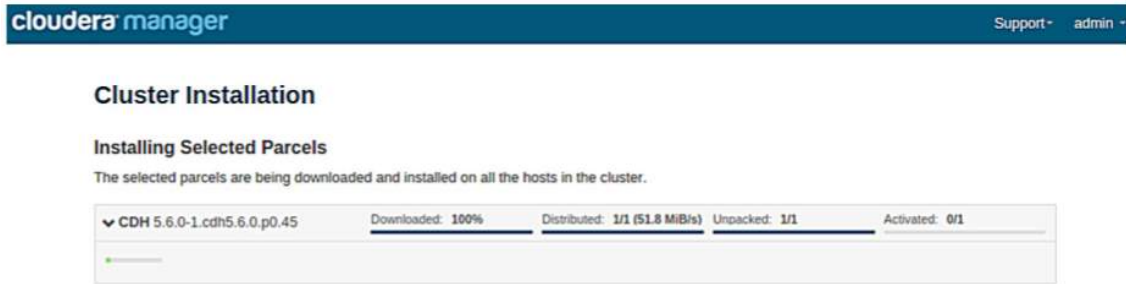 cloudera manager
Support admin
Cluster Installation
Installing Selected Parcels
The selected parcels are being downloaded and installed on all the hosts in the cluster.
CDH 5.6.0-1.cdh5.6.0.p0.45 Downloaded: 100% Distributed: 1/1 (51.8 MiB/s) Unpacked: 1/1 Activated: 0/1